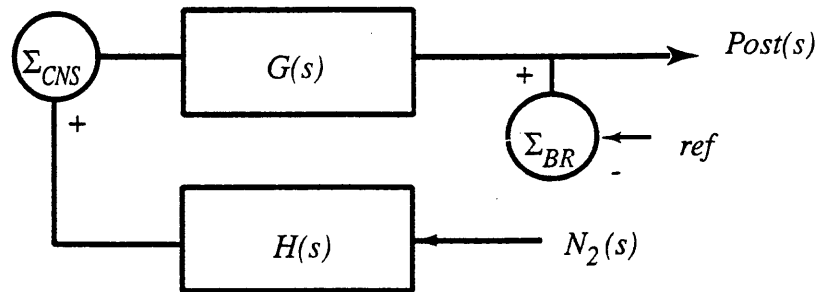 Σ_CNS
G(s)
Post(s)
+
+
Σ_BR
ref
-
H(s)
N_2(s)